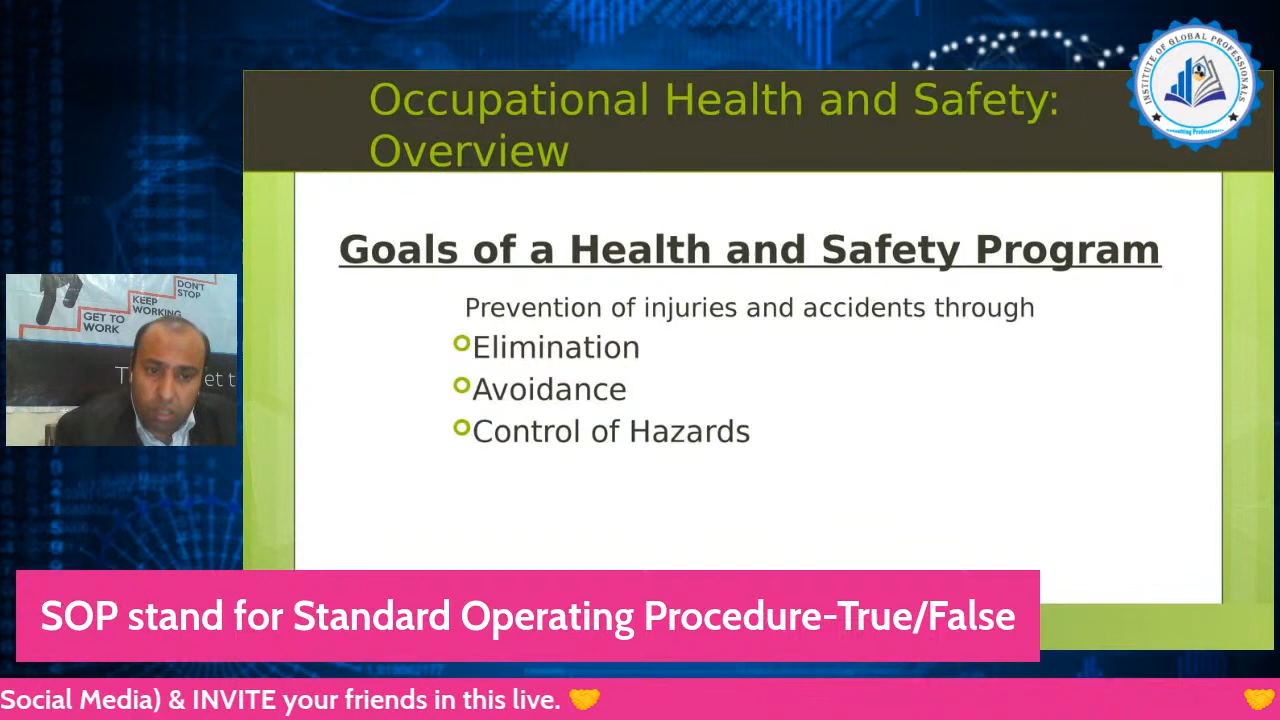 INSTITUTE OF GLOBAL PROFESSIONALS
Consulting Professionals
Occupational Health and Safety:
Overview
Goals of a Health and Safety Program
Prevention of injuries and accidents through
Elimination
Avoidance
Control of Hazards
DON'T
STOP
KEEP
WORKING
GET TO
WORK
SOP stand for Standard Operating Procedure-True/False
Social Media) & INVITE your friends in this live. 🤝 🤝